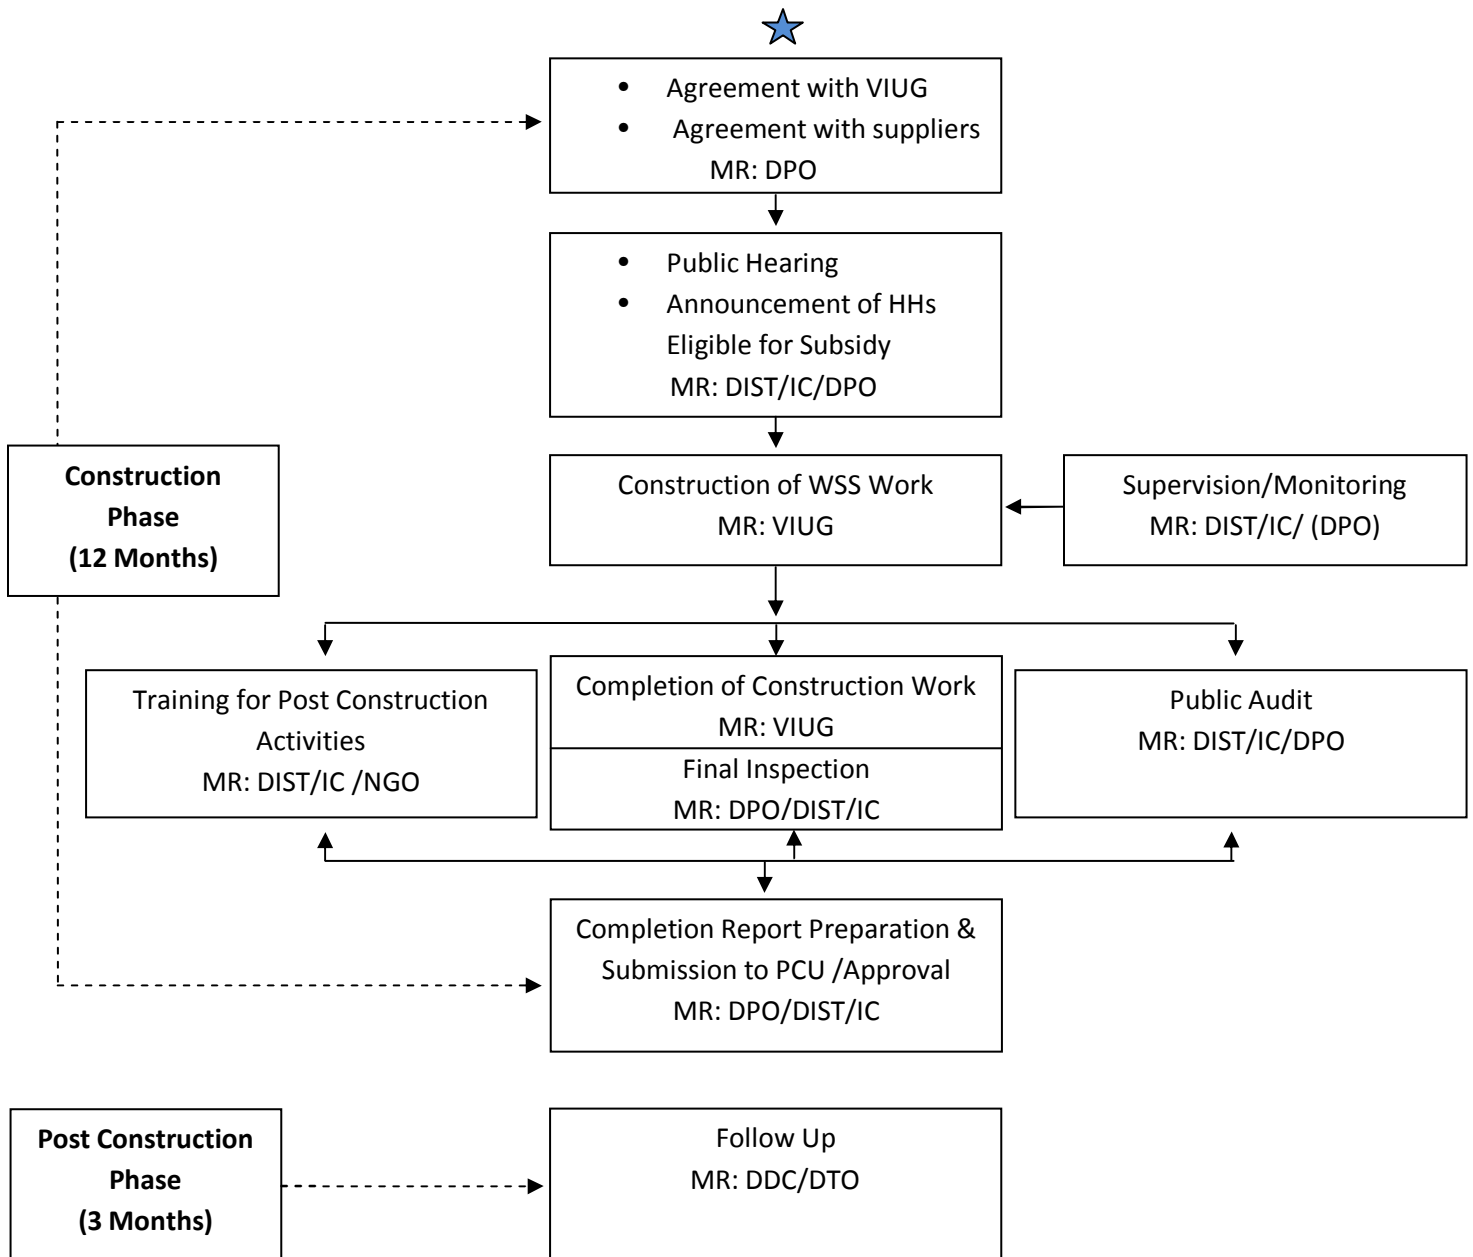 • Agreement with VIUG
• Agreement with suppliers
MR: DPO
• Public Hearing
• Announcement of HHs
Eligible for Subsidy
MR: DIST/IC/DPO
Construction
Phase
(12 Months)
Construction of WSS Work
MR: VIUG
Supervision/Monitoring
MR: DIST/IC/ (DPO)
Training for Post Construction
Activities
MR: DIST/IC /NGO
Completion of Construction Work
MR: VIUG
Final Inspection
MR: DPO/DIST/IC
Public Audit
MR: DIST/IC/DPO
Completion Report Preparation &
Submission to PCU /Approval
MR: DPO/DIST/IC
Post Construction
Phase
(3 Months)
Follow Up
MR: DDC/DTO